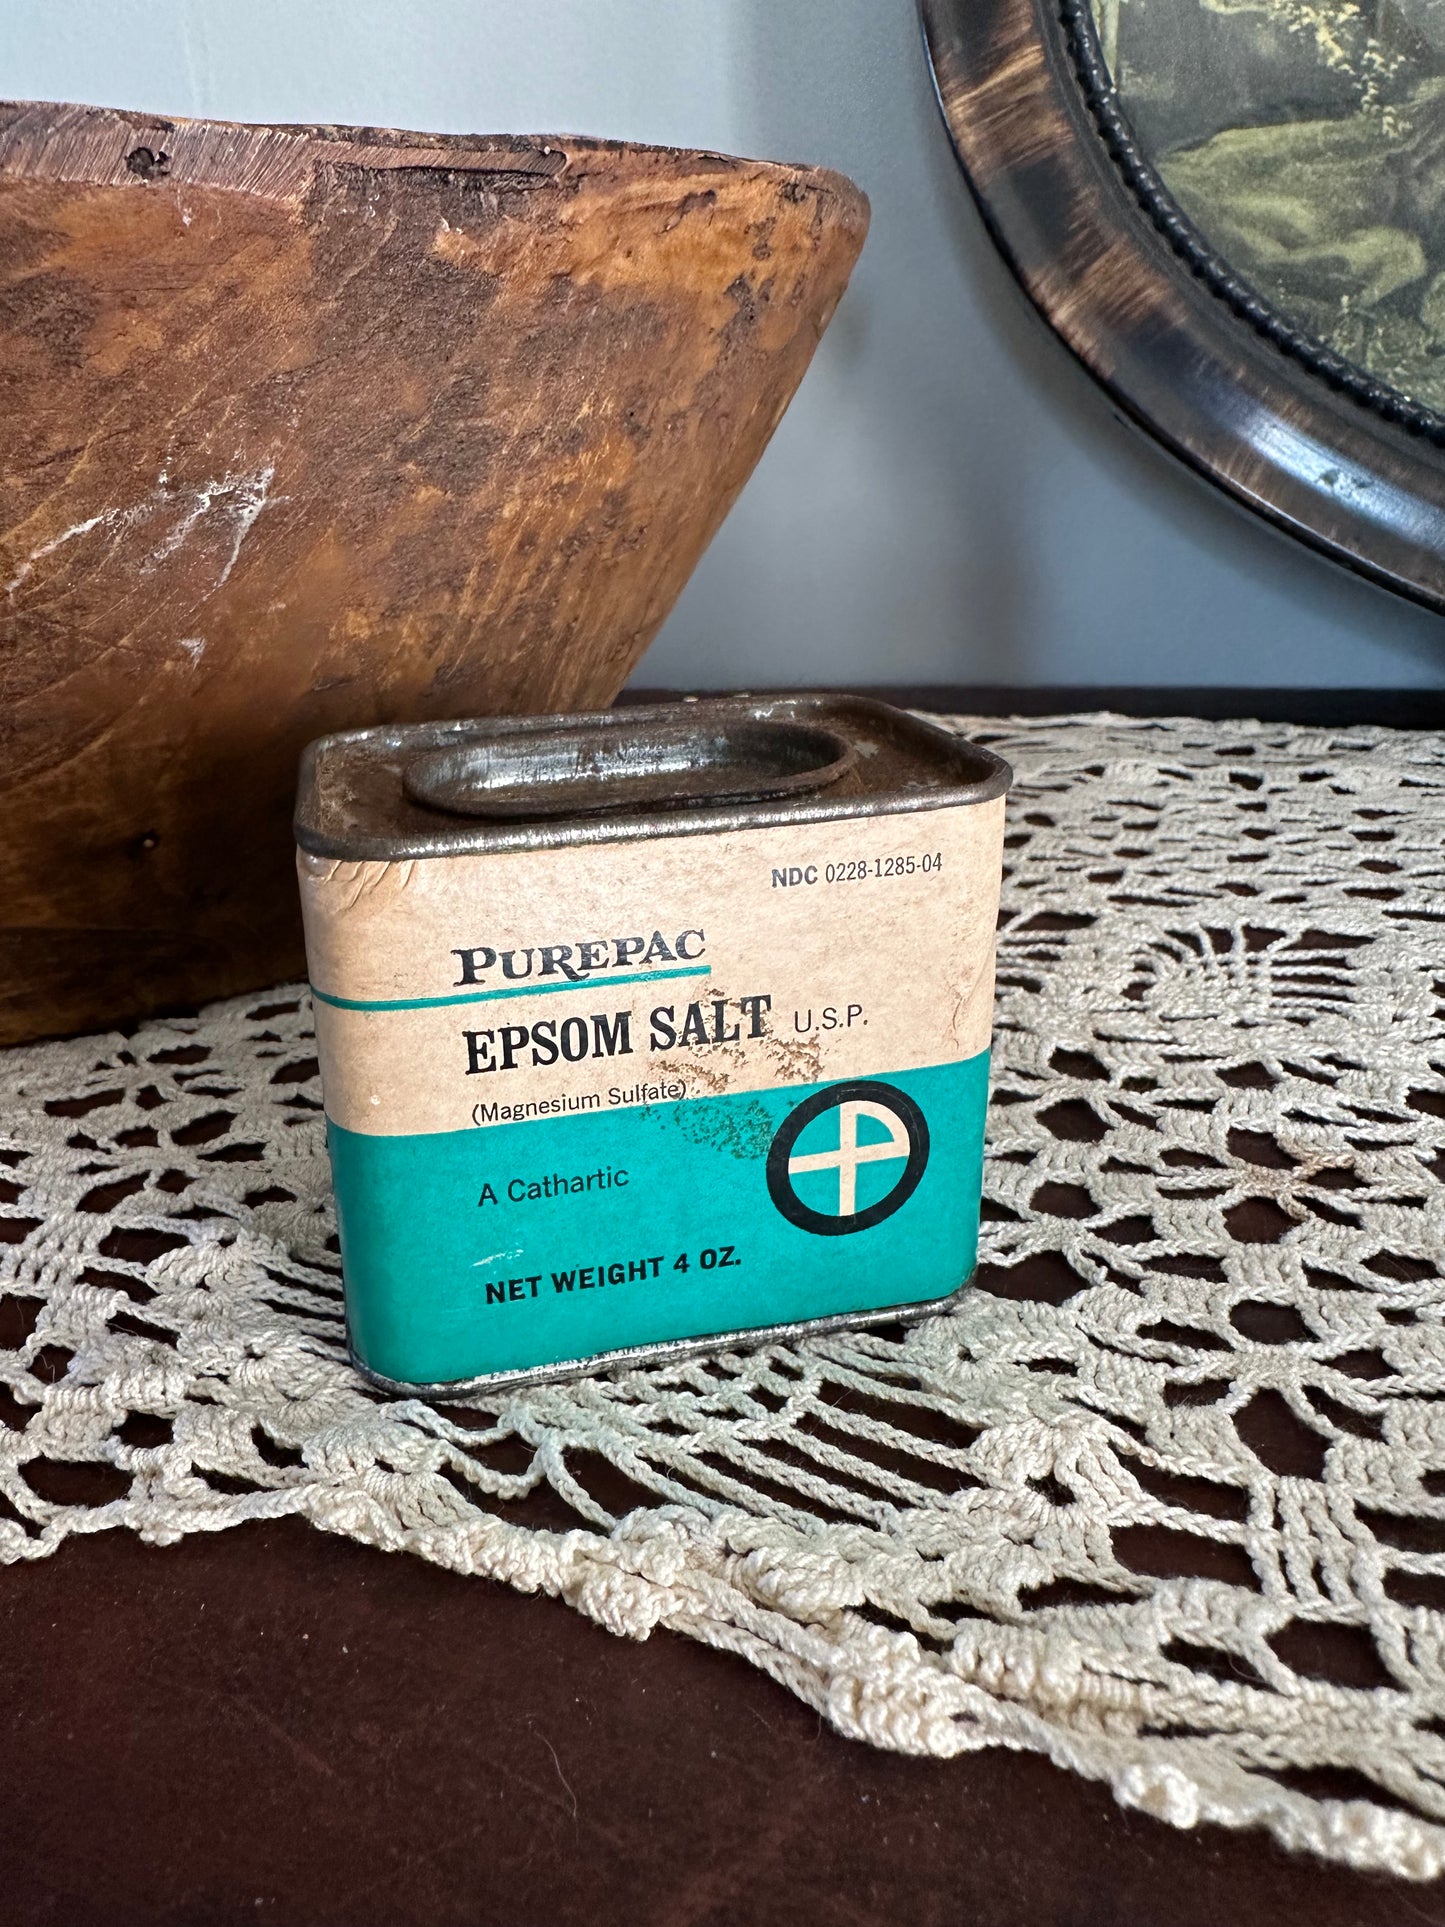 NDC 0228-1285-04
PUREPAC
EPSOM SALT U.S.P.
(Magnesium Sulfate)
A Cathartic
NET WEIGHT 4 OZ.